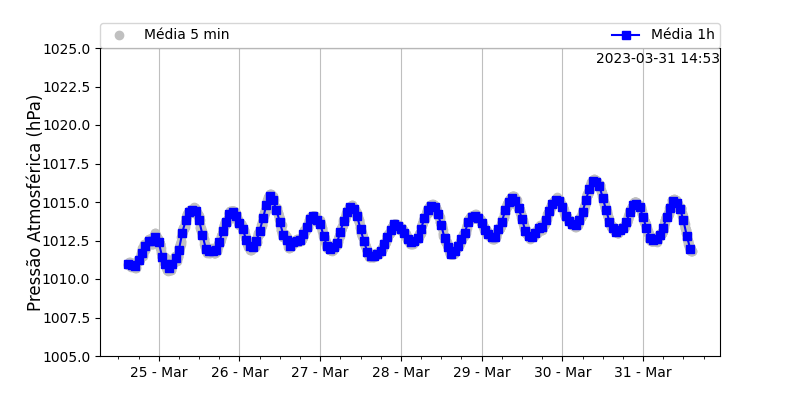 Média 5 min
Média 1h
2023-03-31 14:53
Pressão Atmosférica (hPa)
1025.0
1022.5
1020.0
1017.5
1015.0
1012.5
1010.0
1007.5
1005.0
25 - Mar
26 - Mar
27 - Mar
28 - Mar
29 - Mar
30 - Mar
31 - Mar